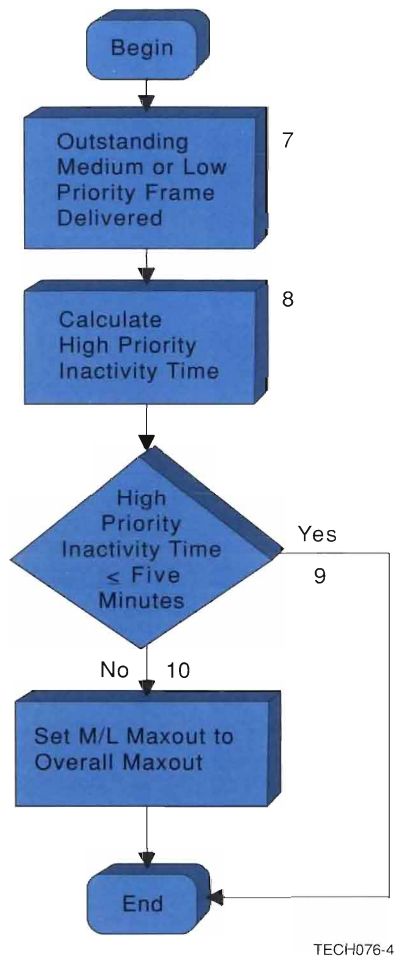 Begin
Outstanding
Medium or Low
Priority Frame
Delivered
7
Calculate
High Priority
Inactivity Time
8
High
Priority
Inactivity Time
≤ Five
Minutes
Yes
9
No 10
Set M/L Maxout to
Overall Maxout
End
TECH076-4